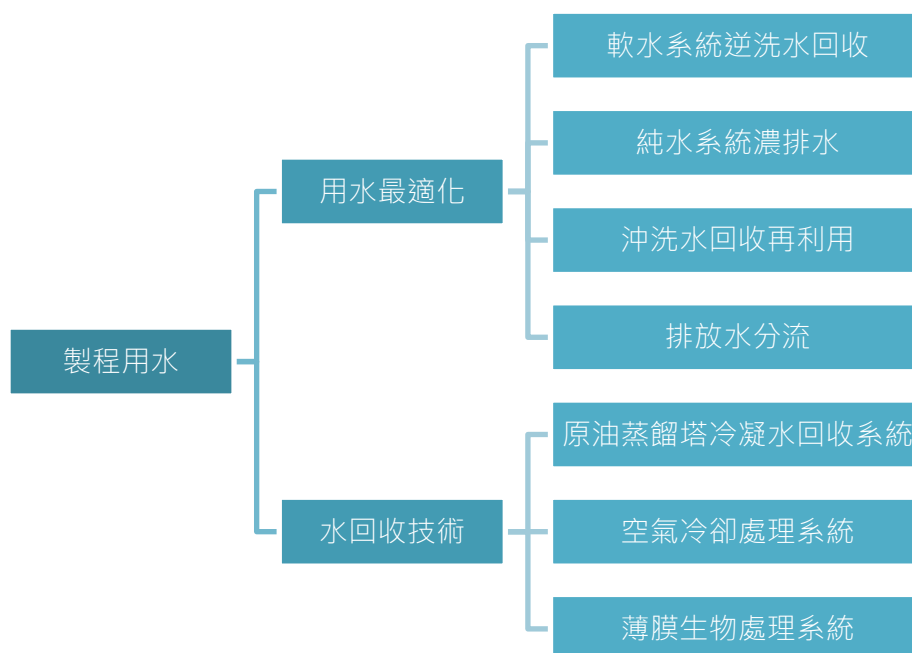 製程用水
用水最適化
軟水系統逆洗水回收
純水系統濃排水
沖洗水回收再利用
排放水分流
水回收技術
原油蒸餾塔冷凝水回收系統
空氣冷卻處理系統
薄膜生物處理系統